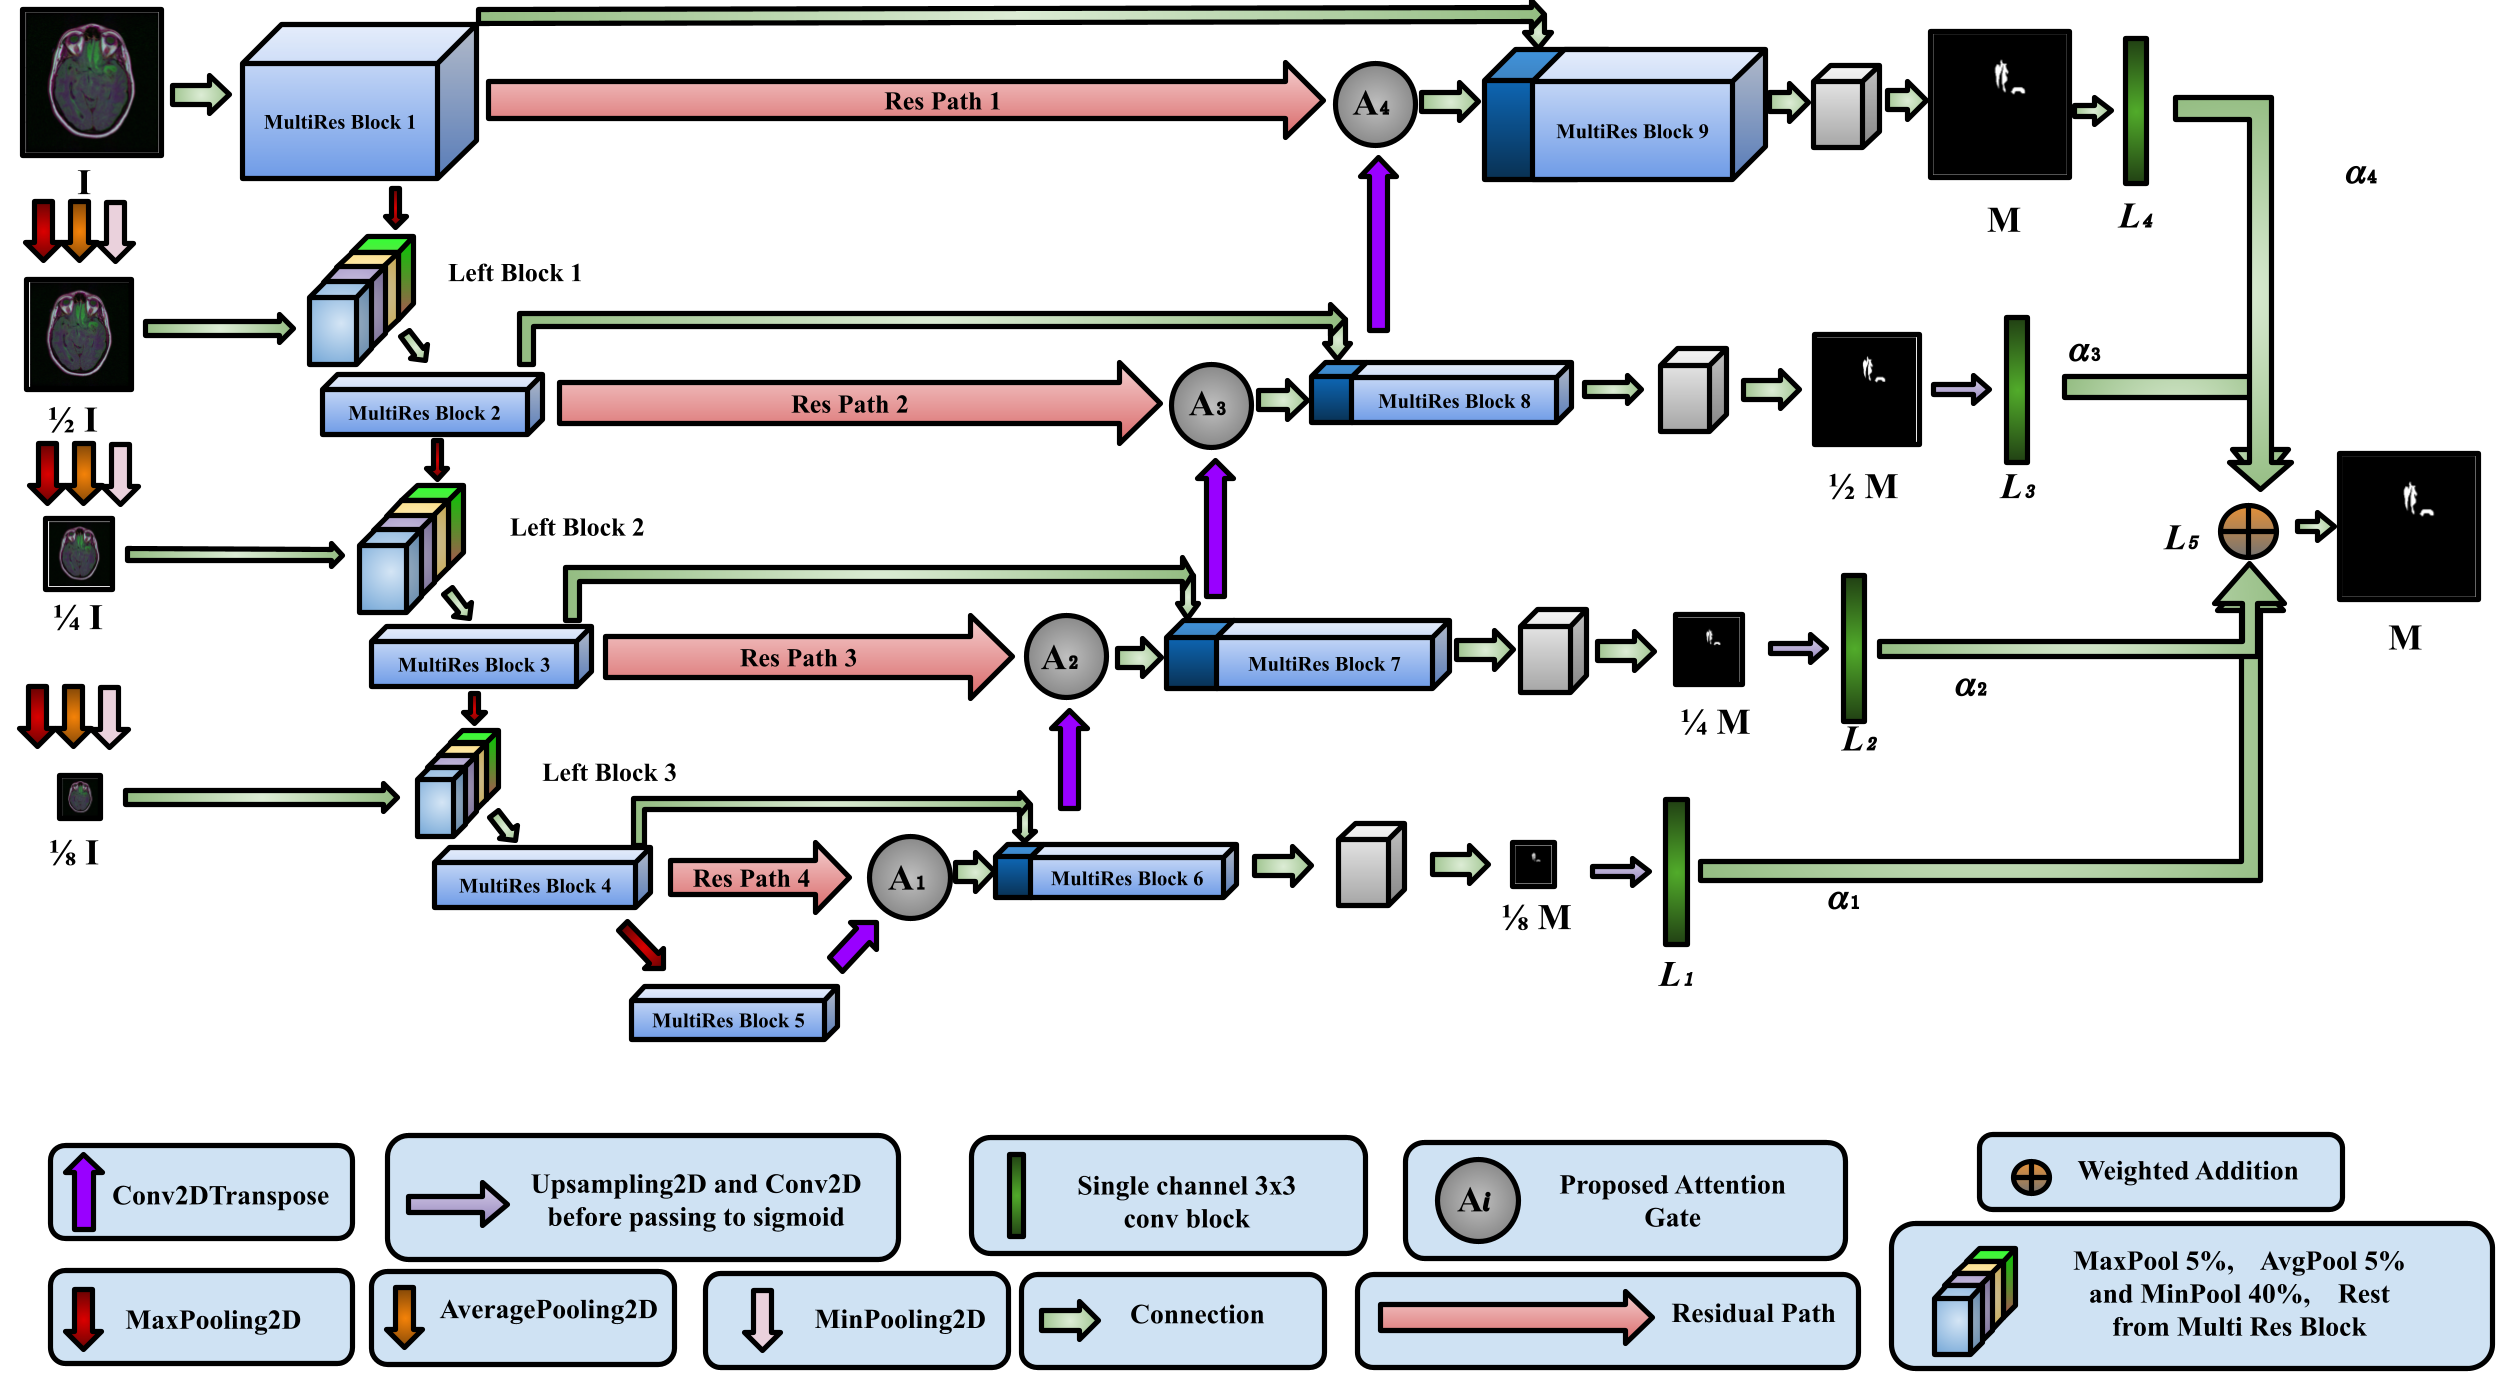 MultiRes Block 1
Res Path 1
A4
MultiRes Block 9
I
M
L4
α4
Left Block 1
½ I
MultiRes Block 2
Res Path 2
A3
MultiRes Block 8
½ M
L3
α3
Left Block 2
¼ I
MultiRes Block 3
Res Path 3
A2
MultiRes Block 7
¼ M
L2
α2
L5
M
Left Block 3
⅛ I
MultiRes Block 4
Res Path 4
A1
MultiRes Block 6
⅛ M
L1
α1
MultiRes Block 5
Conv2DTranspose
Upsampling2D and Conv2D
before passing to sigmoid
Single channel 3x3
conv block
Ai
Proposed Attention
Gate
Weighted Addition
MaxPooling2D
AveragePooling2D
MinPooling2D
Connection
Residual Path
MaxPool 5%, AvgPool 5%
and MinPool 40%, Rest
from Multi Res Block